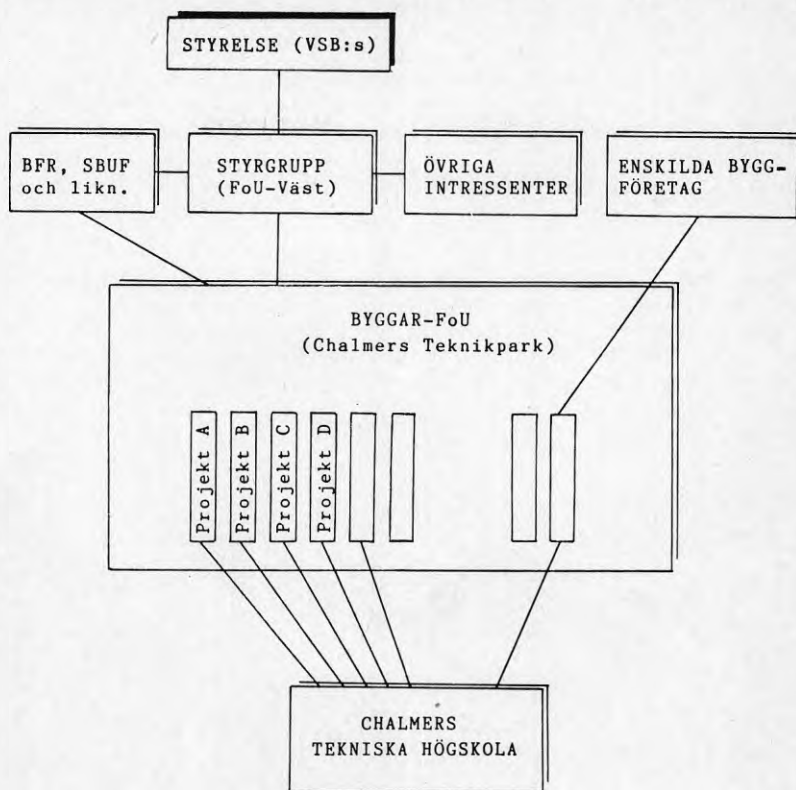 STYRELSE (VSB:s)
BFR, SBUF
och likn.
STYRGRUPP
(FoU-Väst)
ÖVRIGA
INTRESSENTER
ENSKILDA BYGG-
FÖRETAG
BYGGAR-FoU
(Chalmers Teknikpark)
Projekt A
Projekt B
Projekt C
Projekt D
CHALMERS
TEKNISKA HÖGSKOLA